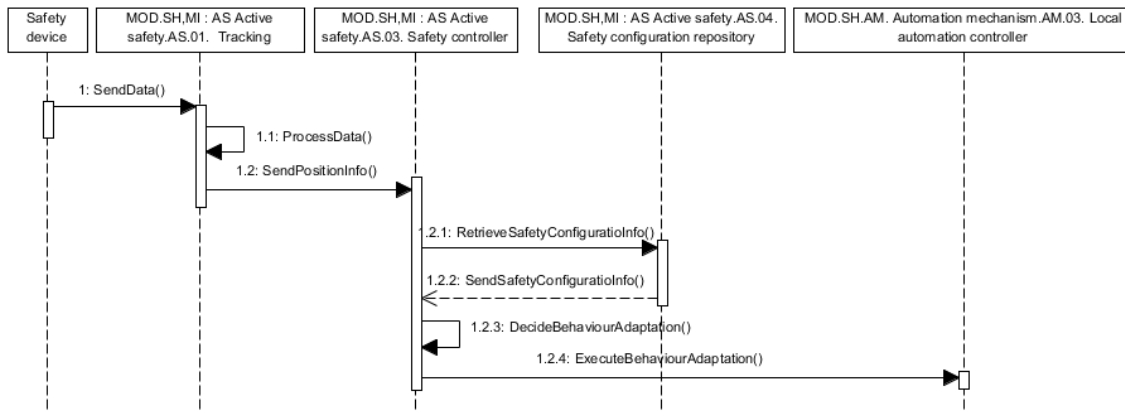 Safety
device
MOD.SH,MI : AS Active
safety.AS.01. Tracking
MOD.SH,MI : AS Active
safety.AS.03. Safety controller
MOD.SH,MI : AS Active safety.AS.04.
Safety configuration repository
MOD.SH.AM. Automation mechanism.AM.03. Local
automation controller
1: SendData()
1.1: ProcessData()
1.2: SendPositionInfo()
1.2.1: RetrieveSafetyConfiguratioInfo()
1.2.2: SendSafetyConfiguratioInfo()
1.2.3: DecideBehaviourAdaptation()
1.2.4: ExecuteBehaviourAdaptation()